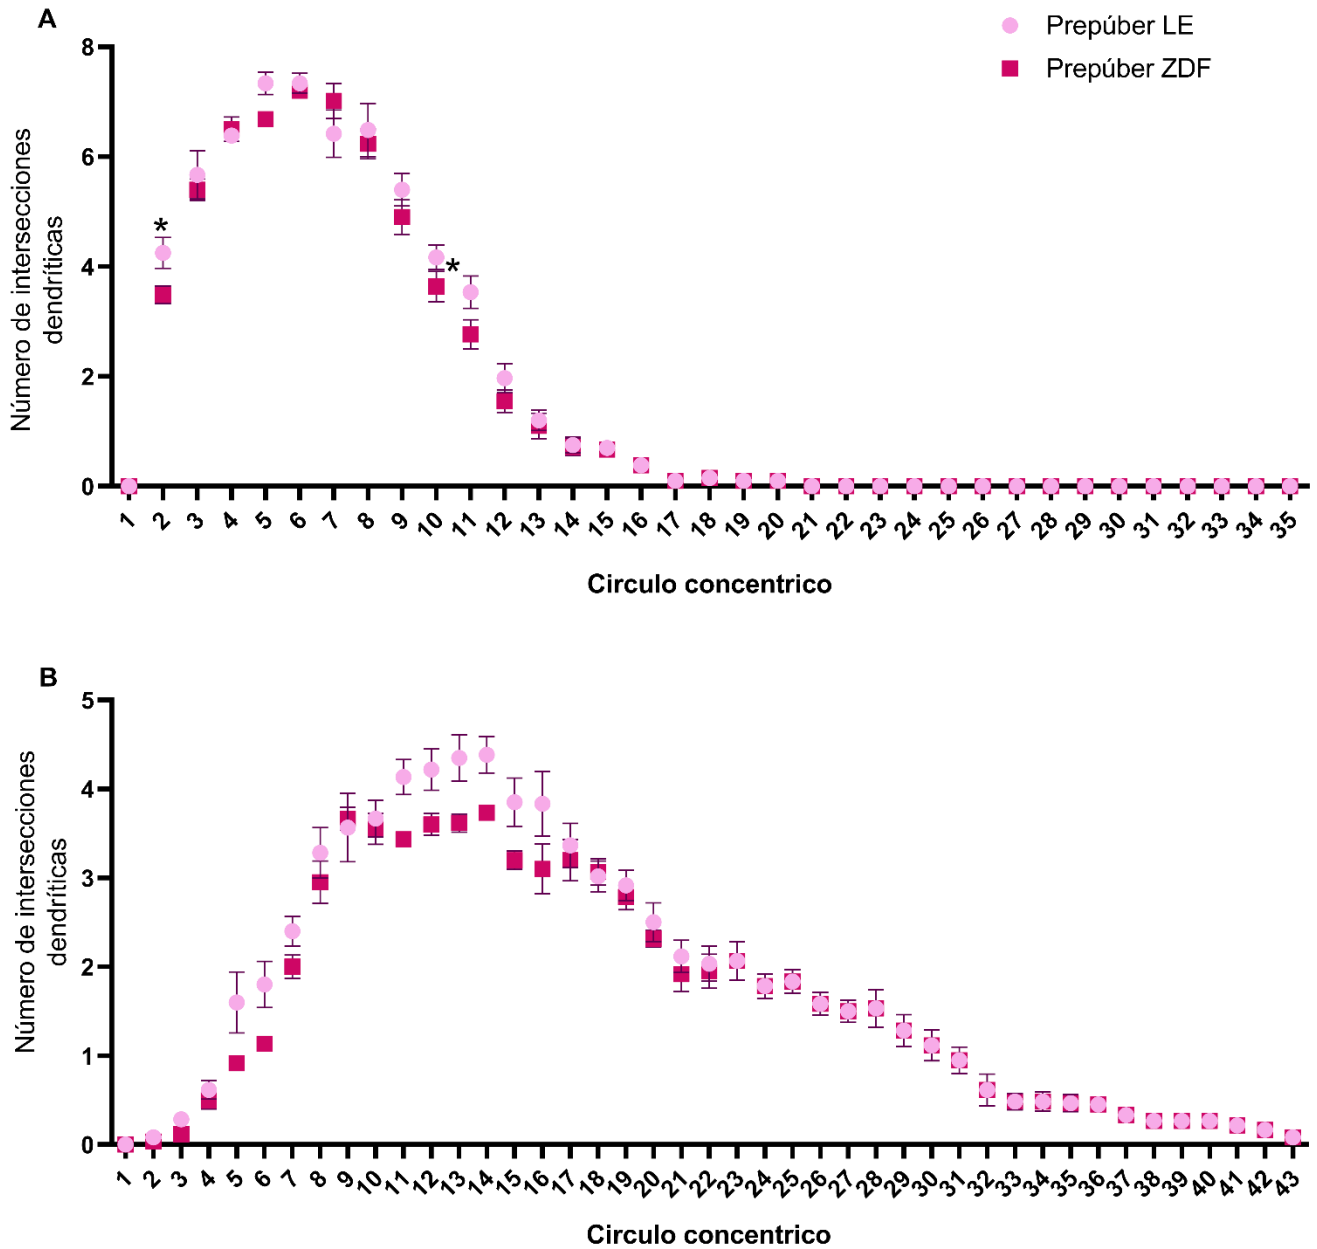 A
Prepúber LE
Prepúber ZDF
Número de intersecciones
dendríticas
8
6
4
2
0
*
*
1 2 3 4 5 6 7 8 9 10 11 12 13 14 15 16 17 18 19 20 21 22 23 24 25 26 27 28 29 30 31 32 33 34 35
Circulo concentrico
B
Número de intersecciones
dendríticas
5
4
3
2
1
0
1 2 3 4 5 6 7 8 9 10 11 12 13 14 15 16 17 18 19 20 21 22 23 24 25 26 27 28 29 30 31 32 33 34 35 36 37 38 39 40 41 42 43
Circulo concentrico